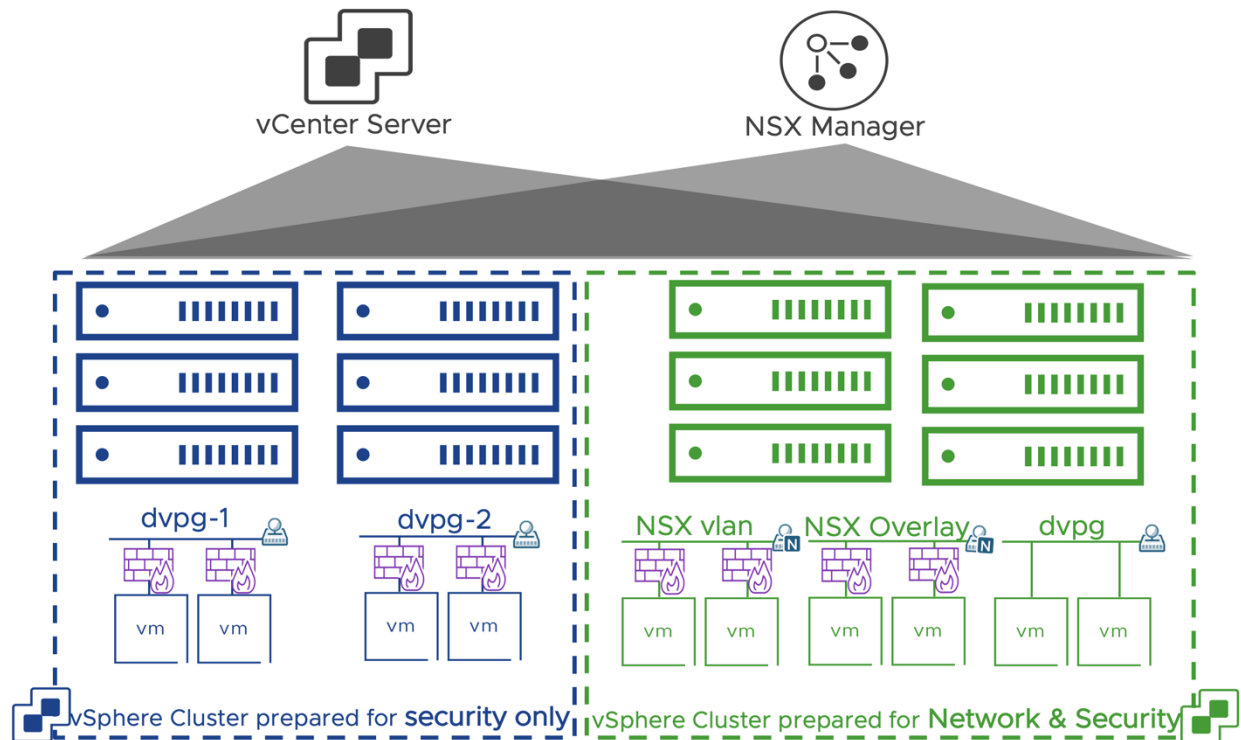 vCenter Server
NSX Manager
dvpg-1
dvpg-2
NSX vlan
NSX Overlay
dvpg
N
N
vm
vm
vm
vm
vm
vm
vm
vm
vm
vm
vSphere Cluster prepared for security only
vSphere Cluster prepared for Network & Security